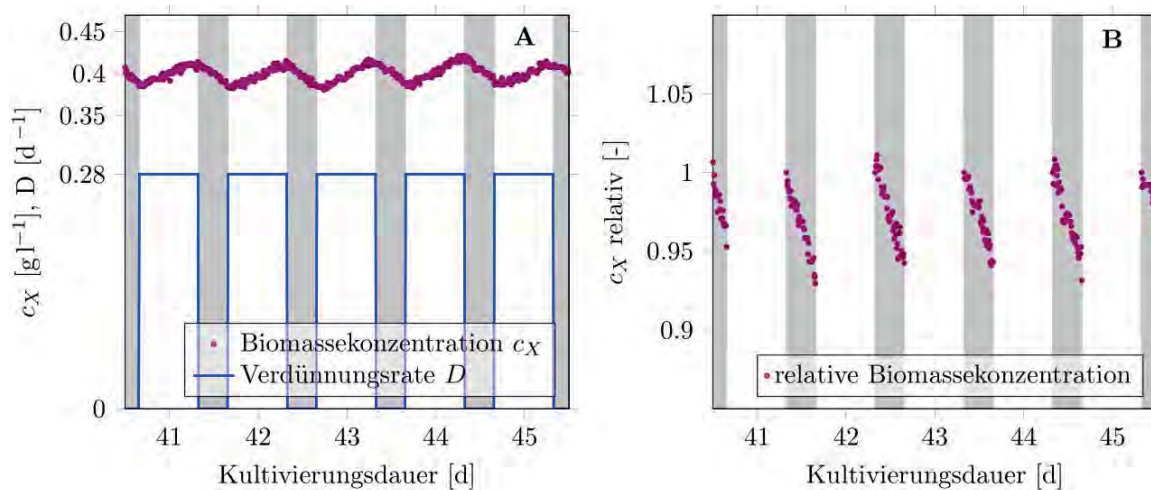 0.45
0.4
0.35
0.28
0
c_X [g l⁻¹], D [d⁻¹]
A
Biomassekonzentration c_X
Verdünnungsrate D
41 42 43 44 45
Kultivierungsdauer [d]
1.05
1
0.95
0.9
c_X relativ [-]
B
relative Biomassekonzentration
41 42 43 44 45
Kultivierungsdauer [d]